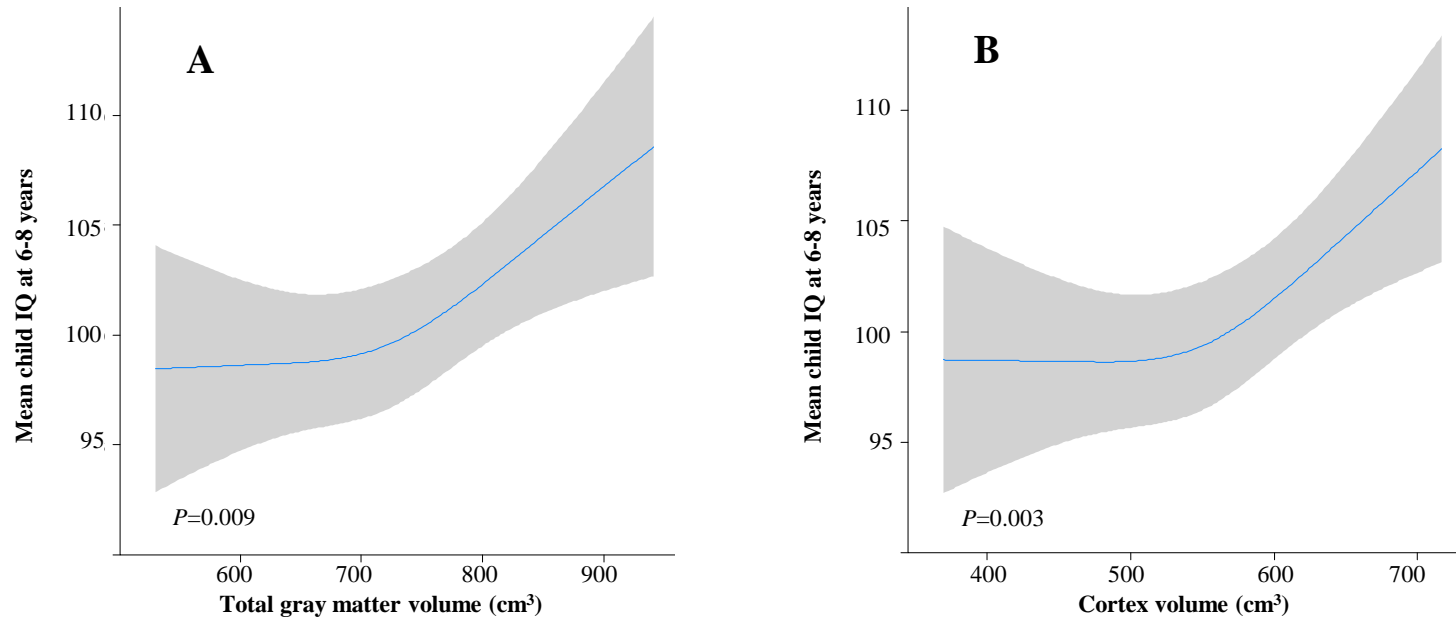 A
Mean child IQ at 6-8 years
110
105
100
95
P=0.009
600 700 800 900
Total gray matter volume (cm³)
B
Mean child IQ at 6-8 years
110
105
100
95
P=0.003
400 500 600 700
Cortex volume (cm³)